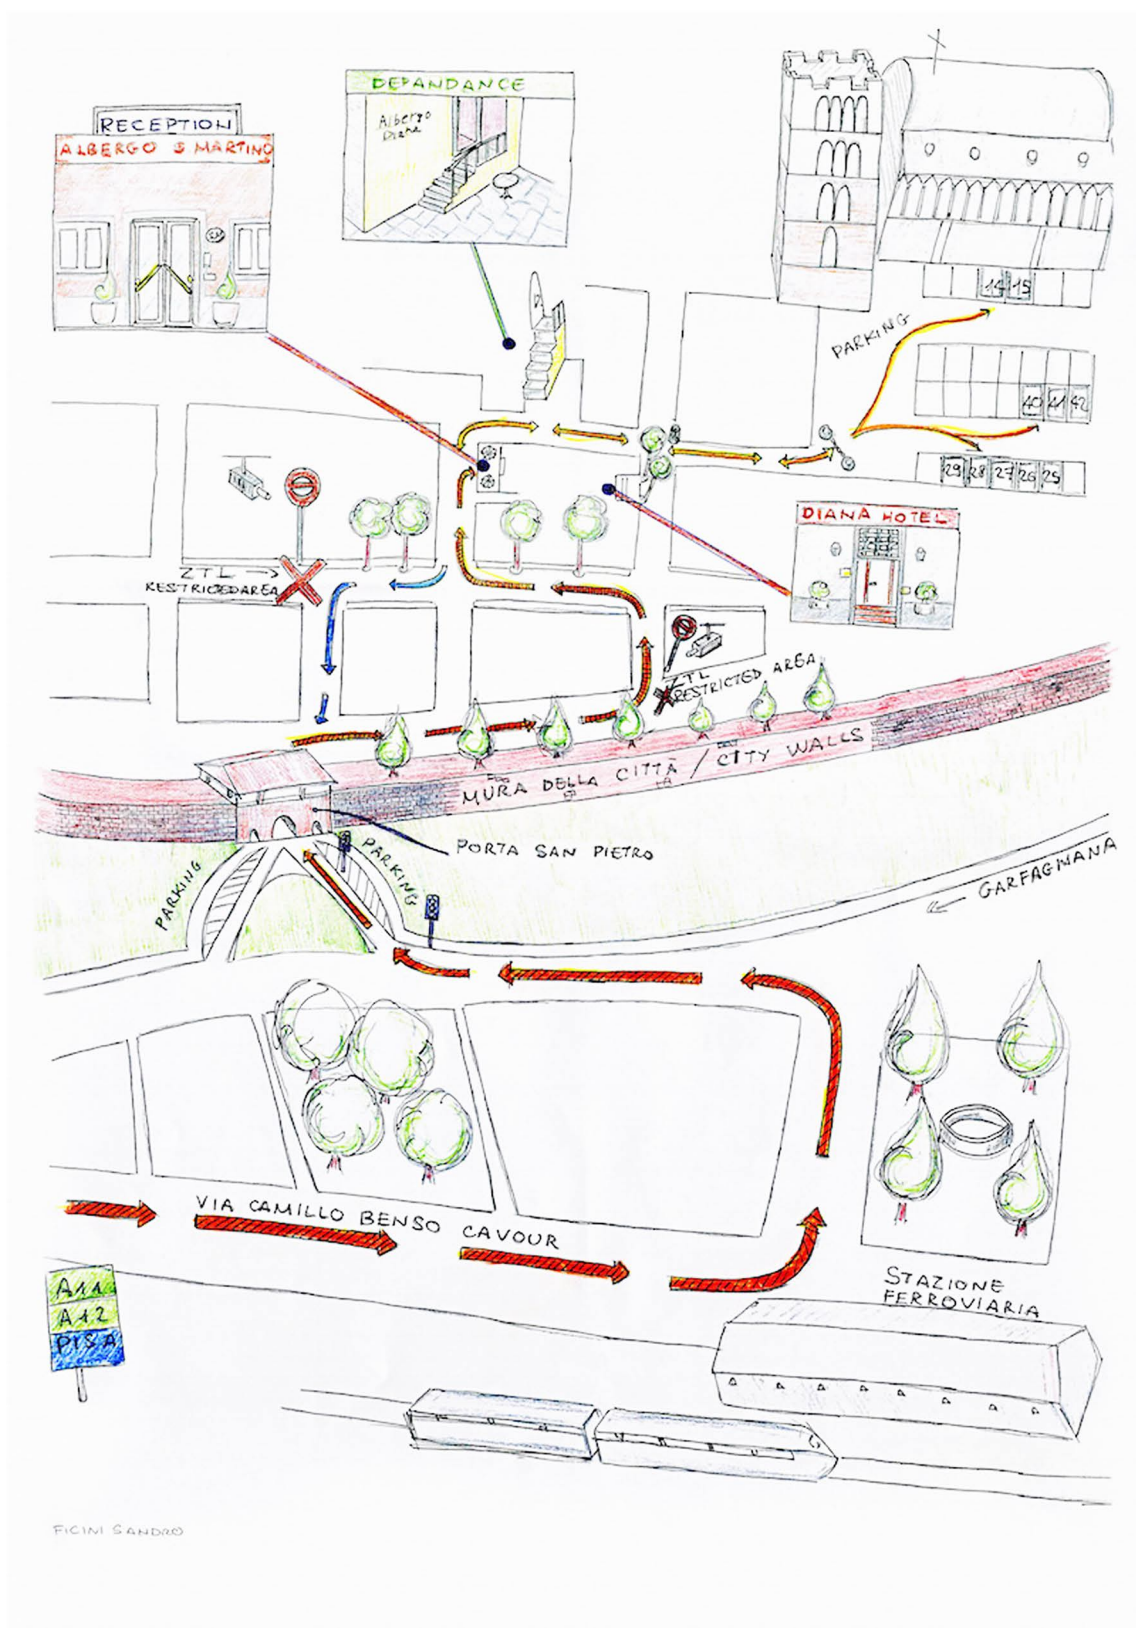 DEPANDANCE
Albergo
Diana
RECEPTION
ALBERGO S MARTINO
14 15
PARKING
40 41 42
29 28 27 26 25
DIANA HOTEL
ZTL
RESTRICTED AREA
ZTL
RESTRICTED AREA
MURA DELLA CITTÀ / CITY WALLS
PORTA SAN PIETRO
PARKING
PARKING
GARFAGNANA
VIA CAMILLO BENSO CAVOUR
STAZIONE
FERROVIARIA
A11
A12
PISA
FICINI SANDRO